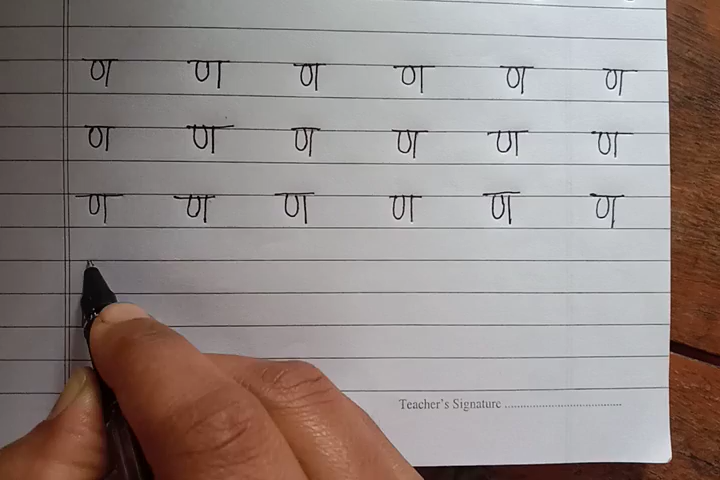 ण ण ण ण ण ण
ण ण ण ण ण ण
ण ण ण ण ण ण
Teacher's Signature ........................................